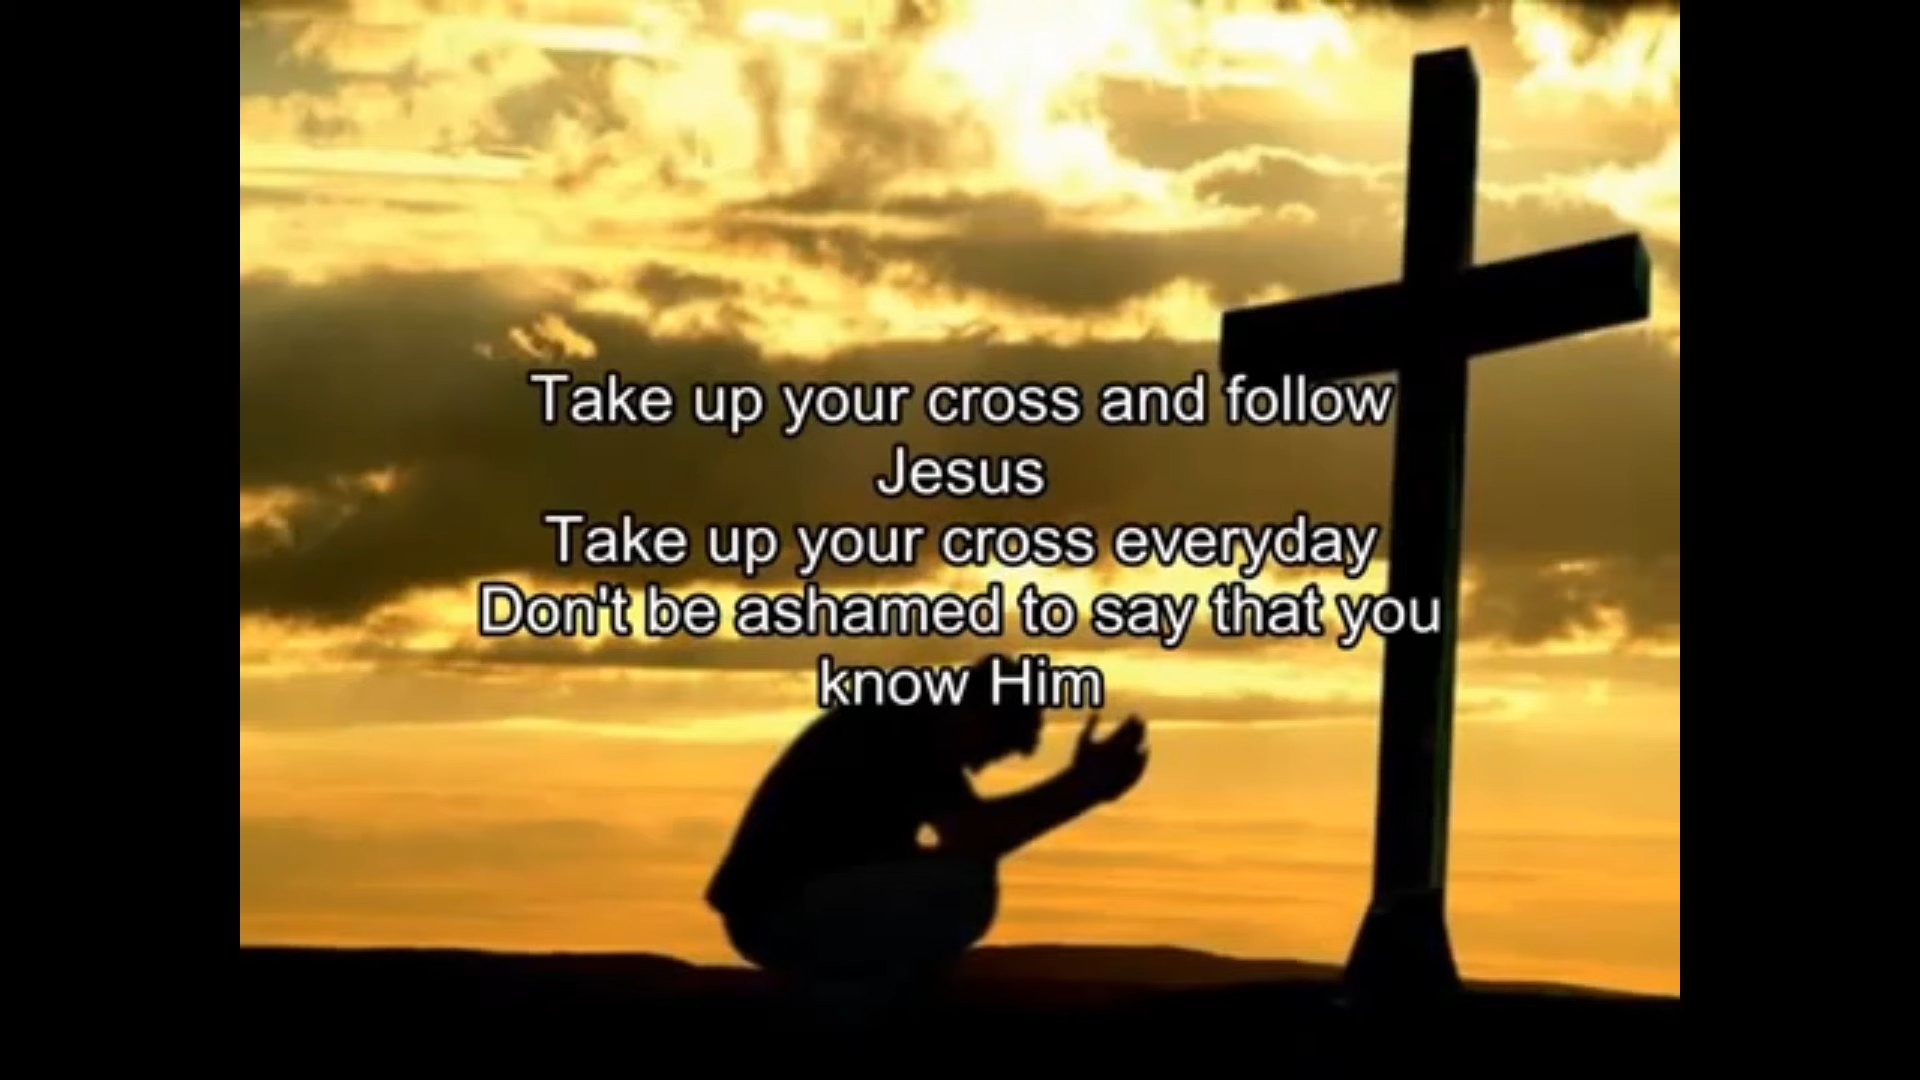 Take up your cross and follow
Jesus
Take up your cross everyday
Don't be ashamed to say that you
know Him